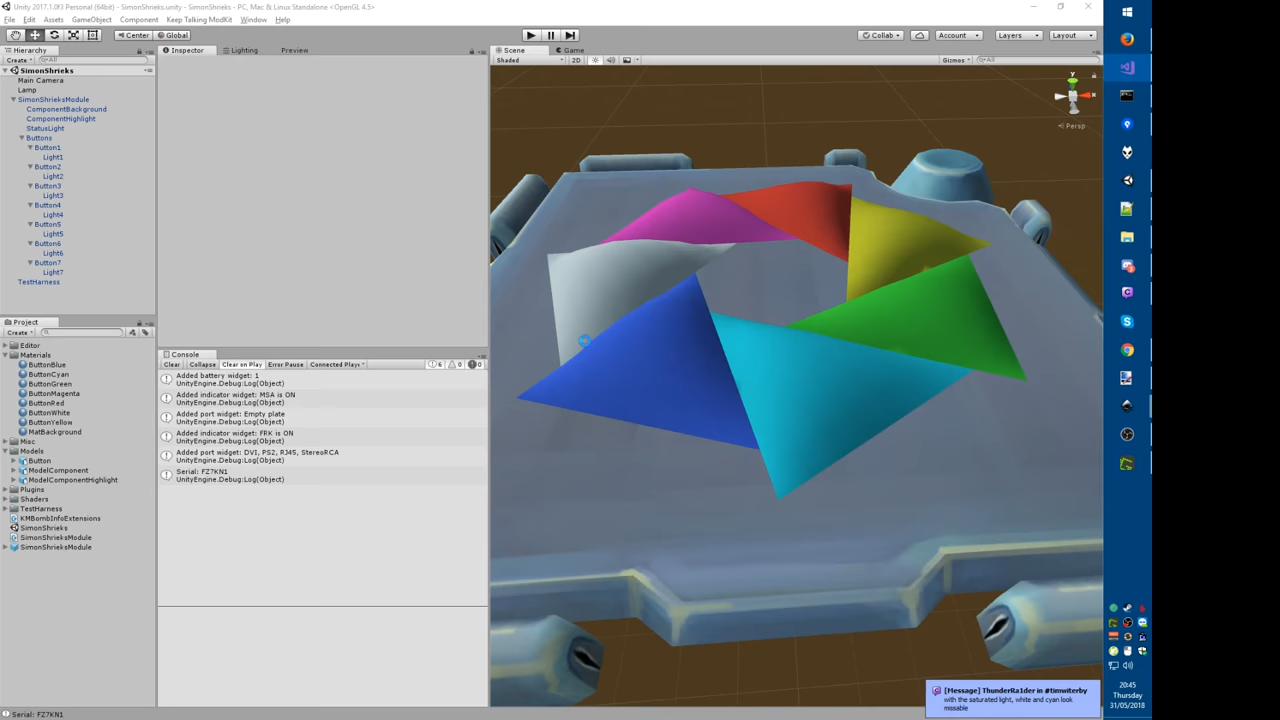 Unity 2017.1.0f3 Personal (64bit) - SimonShrieks.unity - SimonShrieks - PC, Mac & Linux Standalone <OpenGL 4.5>
File Edit Assets GameObject Component Keep Talking ModKit Window Help
Center Global
Collab Account Layers Layout
Hierarchy
Create All
SimonShrieks
Main Camera
Lamp
SimonShrieksModule
ComponentBackground
ComponentHighlight
StatusLight
Buttons
Button1
Light1
Button2
Light2
Button3
Light3
Button4
Light4
Button5
Light5
Button6
Light6
Button7
Light7
TestHarness
Project
Create
Editor
Materials
ButtonBlue
ButtonCyan
ButtonGreen
ButtonMagenta
ButtonRed
ButtonWhite
ButtonYellow
MatBackground
Misc
Models
Button
ModelComponent
ModelComponentHighlight
Plugins
Shaders
TestHarness
KMBombInfoExtensions
SimonShrieks
SimonShrieksModule
SimonShrieksModule
Inspector Lighting Preview
Console
Clear Collapse Clear on Play Error Pause Connected Playe 6 0 0
Added battery widget: 1
UnityEngine.Debug:Log(Object)
Added indicator widget: MSA is ON
UnityEngine.Debug:Log(Object)
Added port widget: Empty plate
UnityEngine.Debug:Log(Object)
Added indicator widget: FRK is ON
UnityEngine.Debug:Log(Object)
Added port widget: DVI, PS2, RJ45, StereoRCA
UnityEngine.Debug:Log(Object)
Serial: FZ7KN1
UnityEngine.Debug:Log(Object)
Scene Game
Shaded 2D Gizmos All
y
x
Persp
[Message] ThunderRa1der in #timwiterby
with the saturated light, white and cyan look
missable
20:45
Thursday
31/05/2018
Serial: FZ7KN1